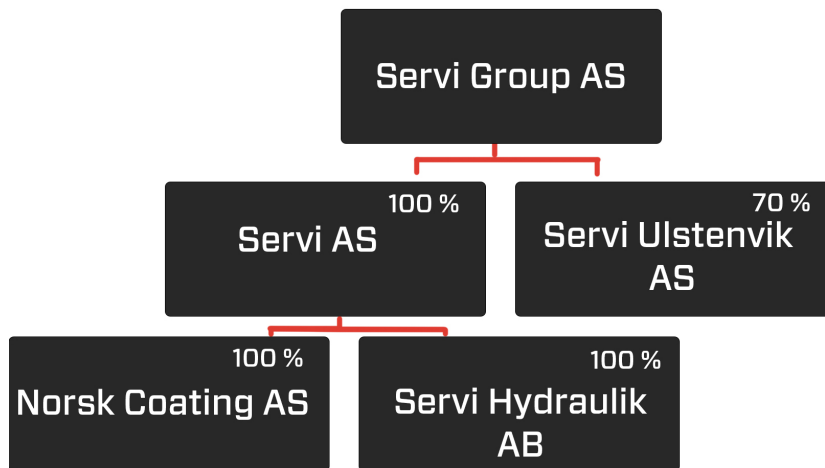 Servi Group AS
100 %
Servi AS
70 %
Servi Ulstenvik
AS
100 %
Norsk Coating AS
100 %
Servi Hydraulik
AB